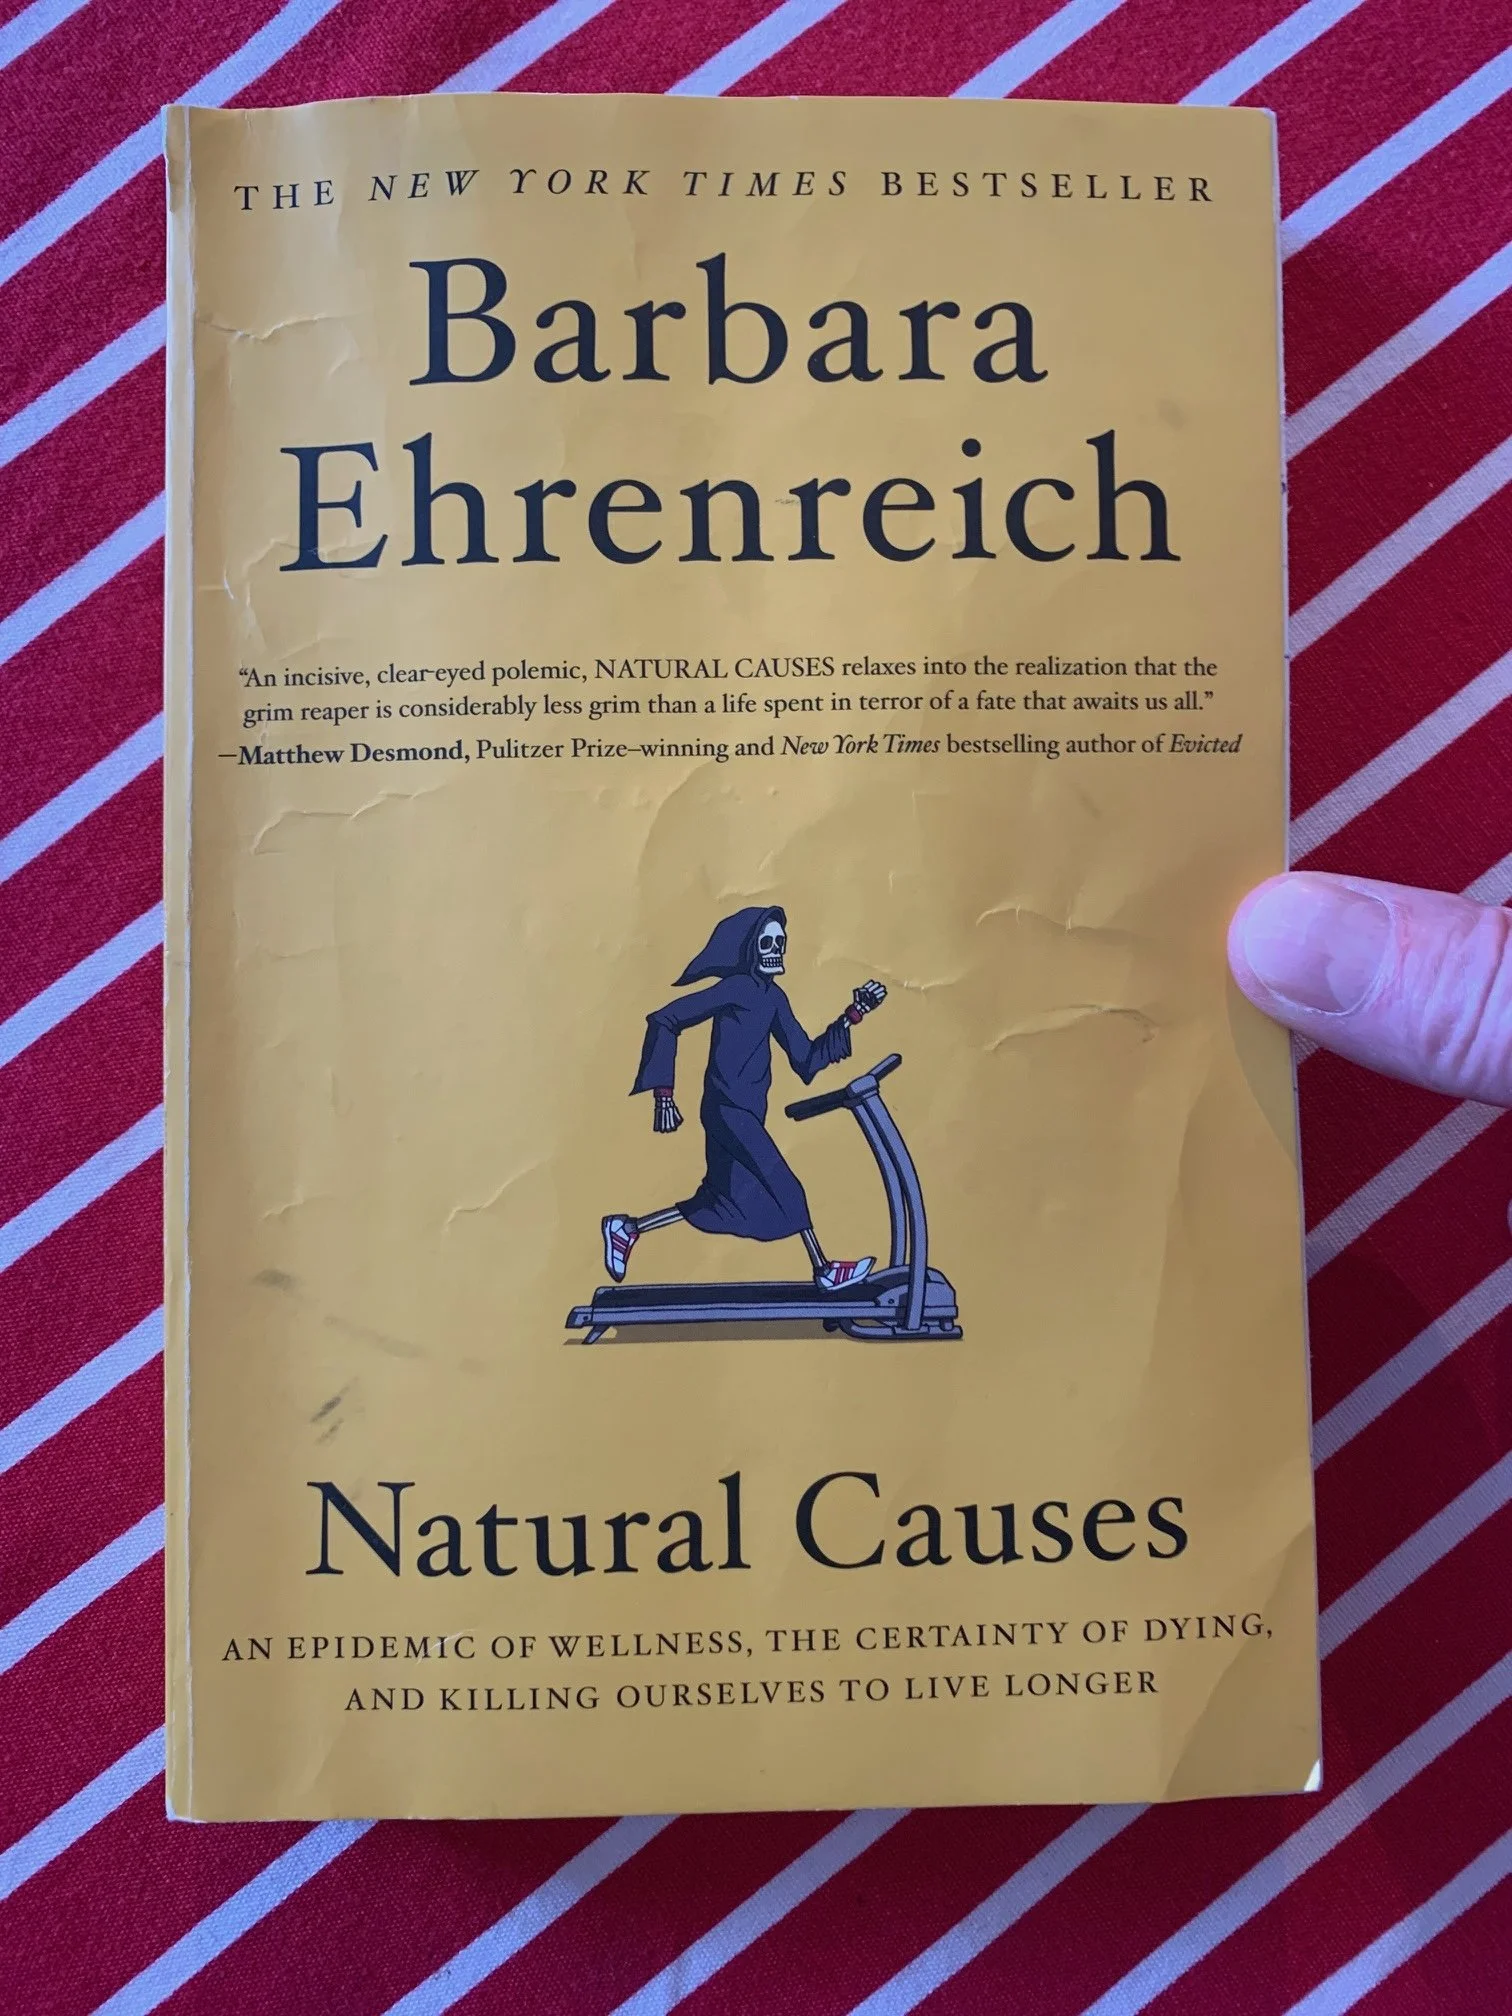 THE NEW YORK TIMES BESTSELLER
Barbara
Ehrenreich
“An incisive, clear-eyed polemic, NATURAL CAUSES relaxes into the realization that the
grim reaper is considerably less grim than a life spent in terror of a fate that awaits us all.”
—Matthew Desmond, Pulitzer Prize–winning and New York Times bestselling author of Evicted
Natural Causes
AN EPIDEMIC OF WELLNESS, THE CERTAINTY OF DYING,
AND KILLING OURSELVES TO LIVE LONGER